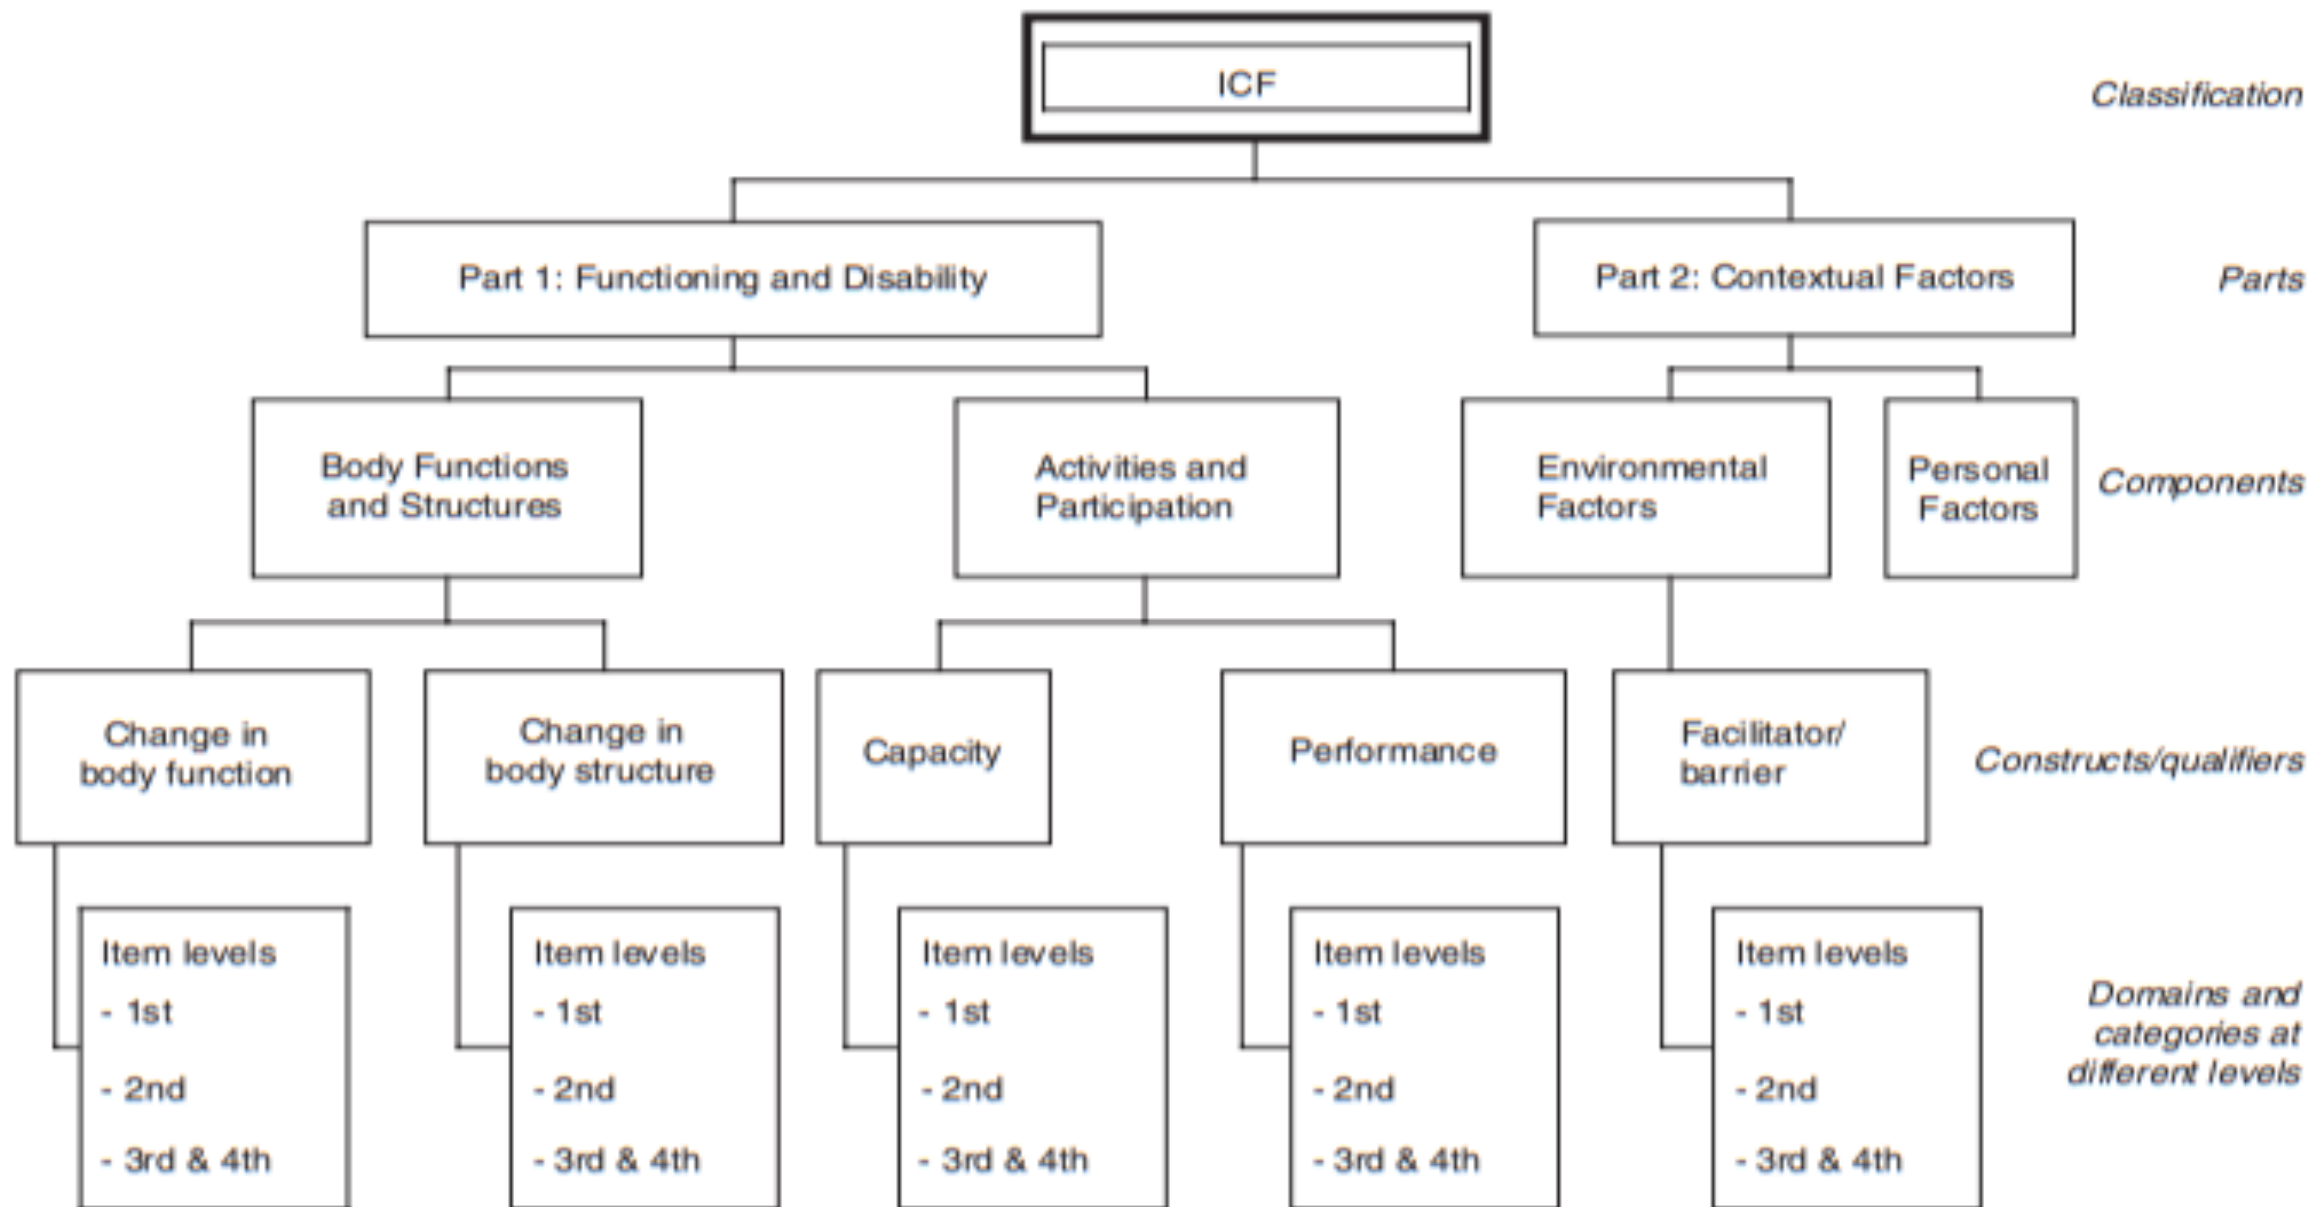 ICF
Classification
Part 1: Functioning and Disability
Part 2: Contextual Factors
Parts
Body Functions
and Structures
Activities and
Participation
Environmental
Factors
Personal
Factors
Components
Change in
body function
Change in
body structure
Capacity
Performance
Facilitator/
barrier
Constructs/qualifiers
Item levels
- 1st
- 2nd
- 3rd & 4th
Item levels
- 1st
- 2nd
- 3rd & 4th
Item levels
- 1st
- 2nd
- 3rd & 4th
Item levels
- 1st
- 2nd
- 3rd & 4th
Item levels
- 1st
- 2nd
- 3rd & 4th
Domains and
categories at
different levels